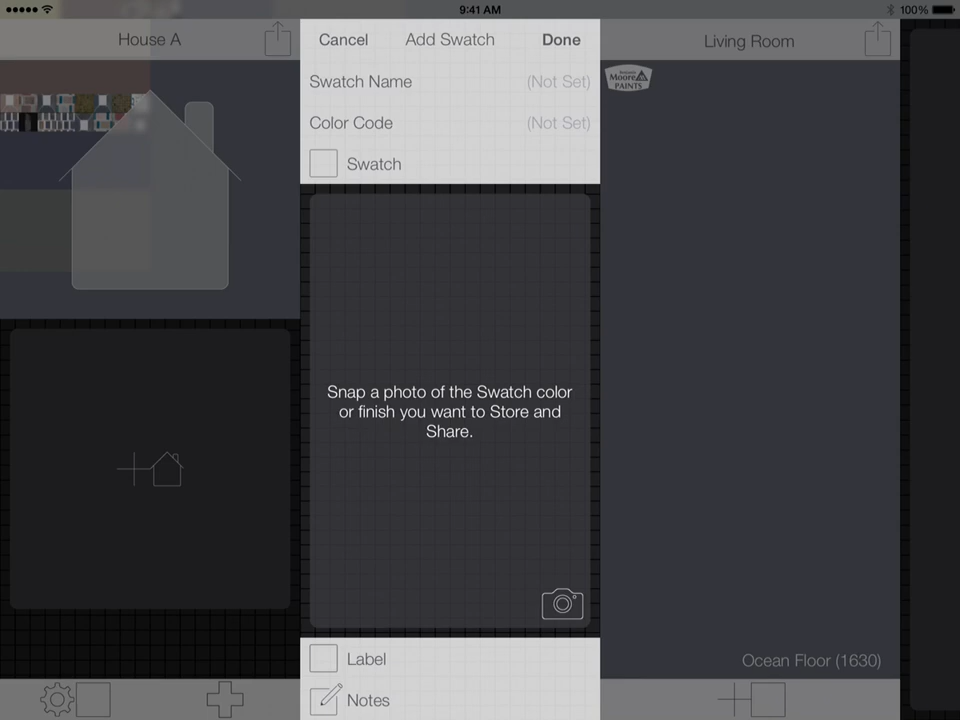 9:41 AM
100%
House A
Cancel
Add Swatch
Done
Living Room
Swatch Name
(Not Set)
Color Code
(Not Set)
Swatch
Benjamin
Moore
PAINTS
Snap a photo of the Swatch color
or finish you want to Store and
Share.
Label
Notes
Ocean Floor (1630)